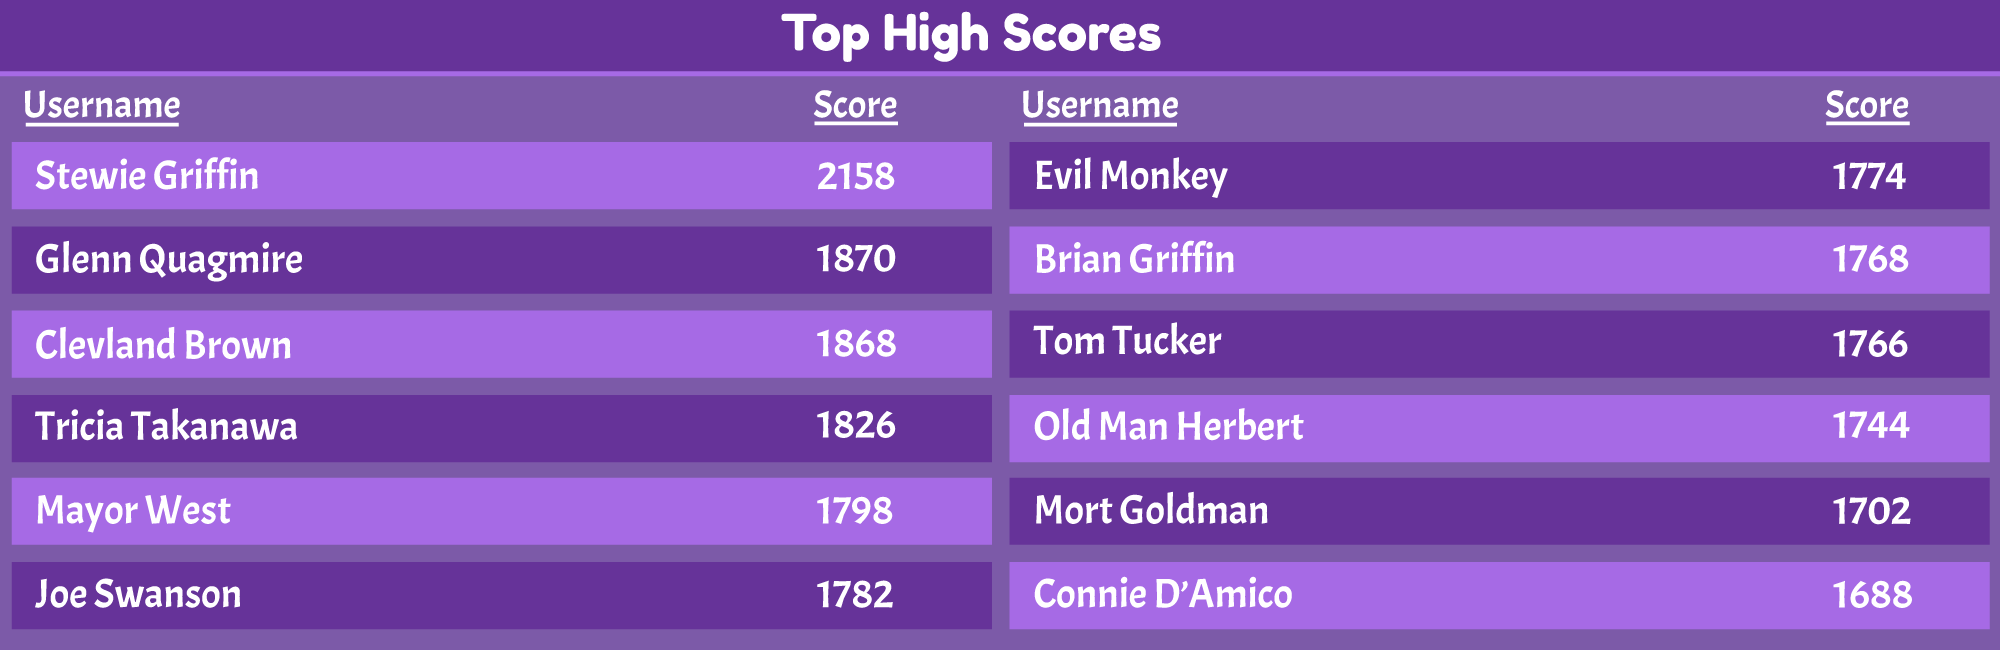 Top High Scores
Username Score Username Score
Stewie Griffin 2158 Evil Monkey 1774
Glenn Quagmire 1870 Brian Griffin 1768
Clevland Brown 1868 Tom Tucker 1766
Tricia Takanawa 1826 Old Man Herbert 1744
Mayor West 1798 Mort Goldman 1702
Joe Swanson 1782 Connie D’Amico 1688